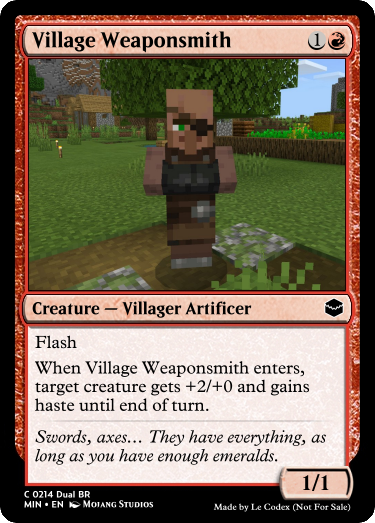 Village Weaponsmith 1
Creature — Villager Artificer
Flash
When Village Weaponsmith enters,
target creature gets +2/+0 and gains
haste until end of turn.
Swords, axes… They have everything, as
long as you have enough emeralds.
1/1
C 0214 Dual BR
MIN • EN Mojang Studios
Made by Le Codex (Not For Sale)